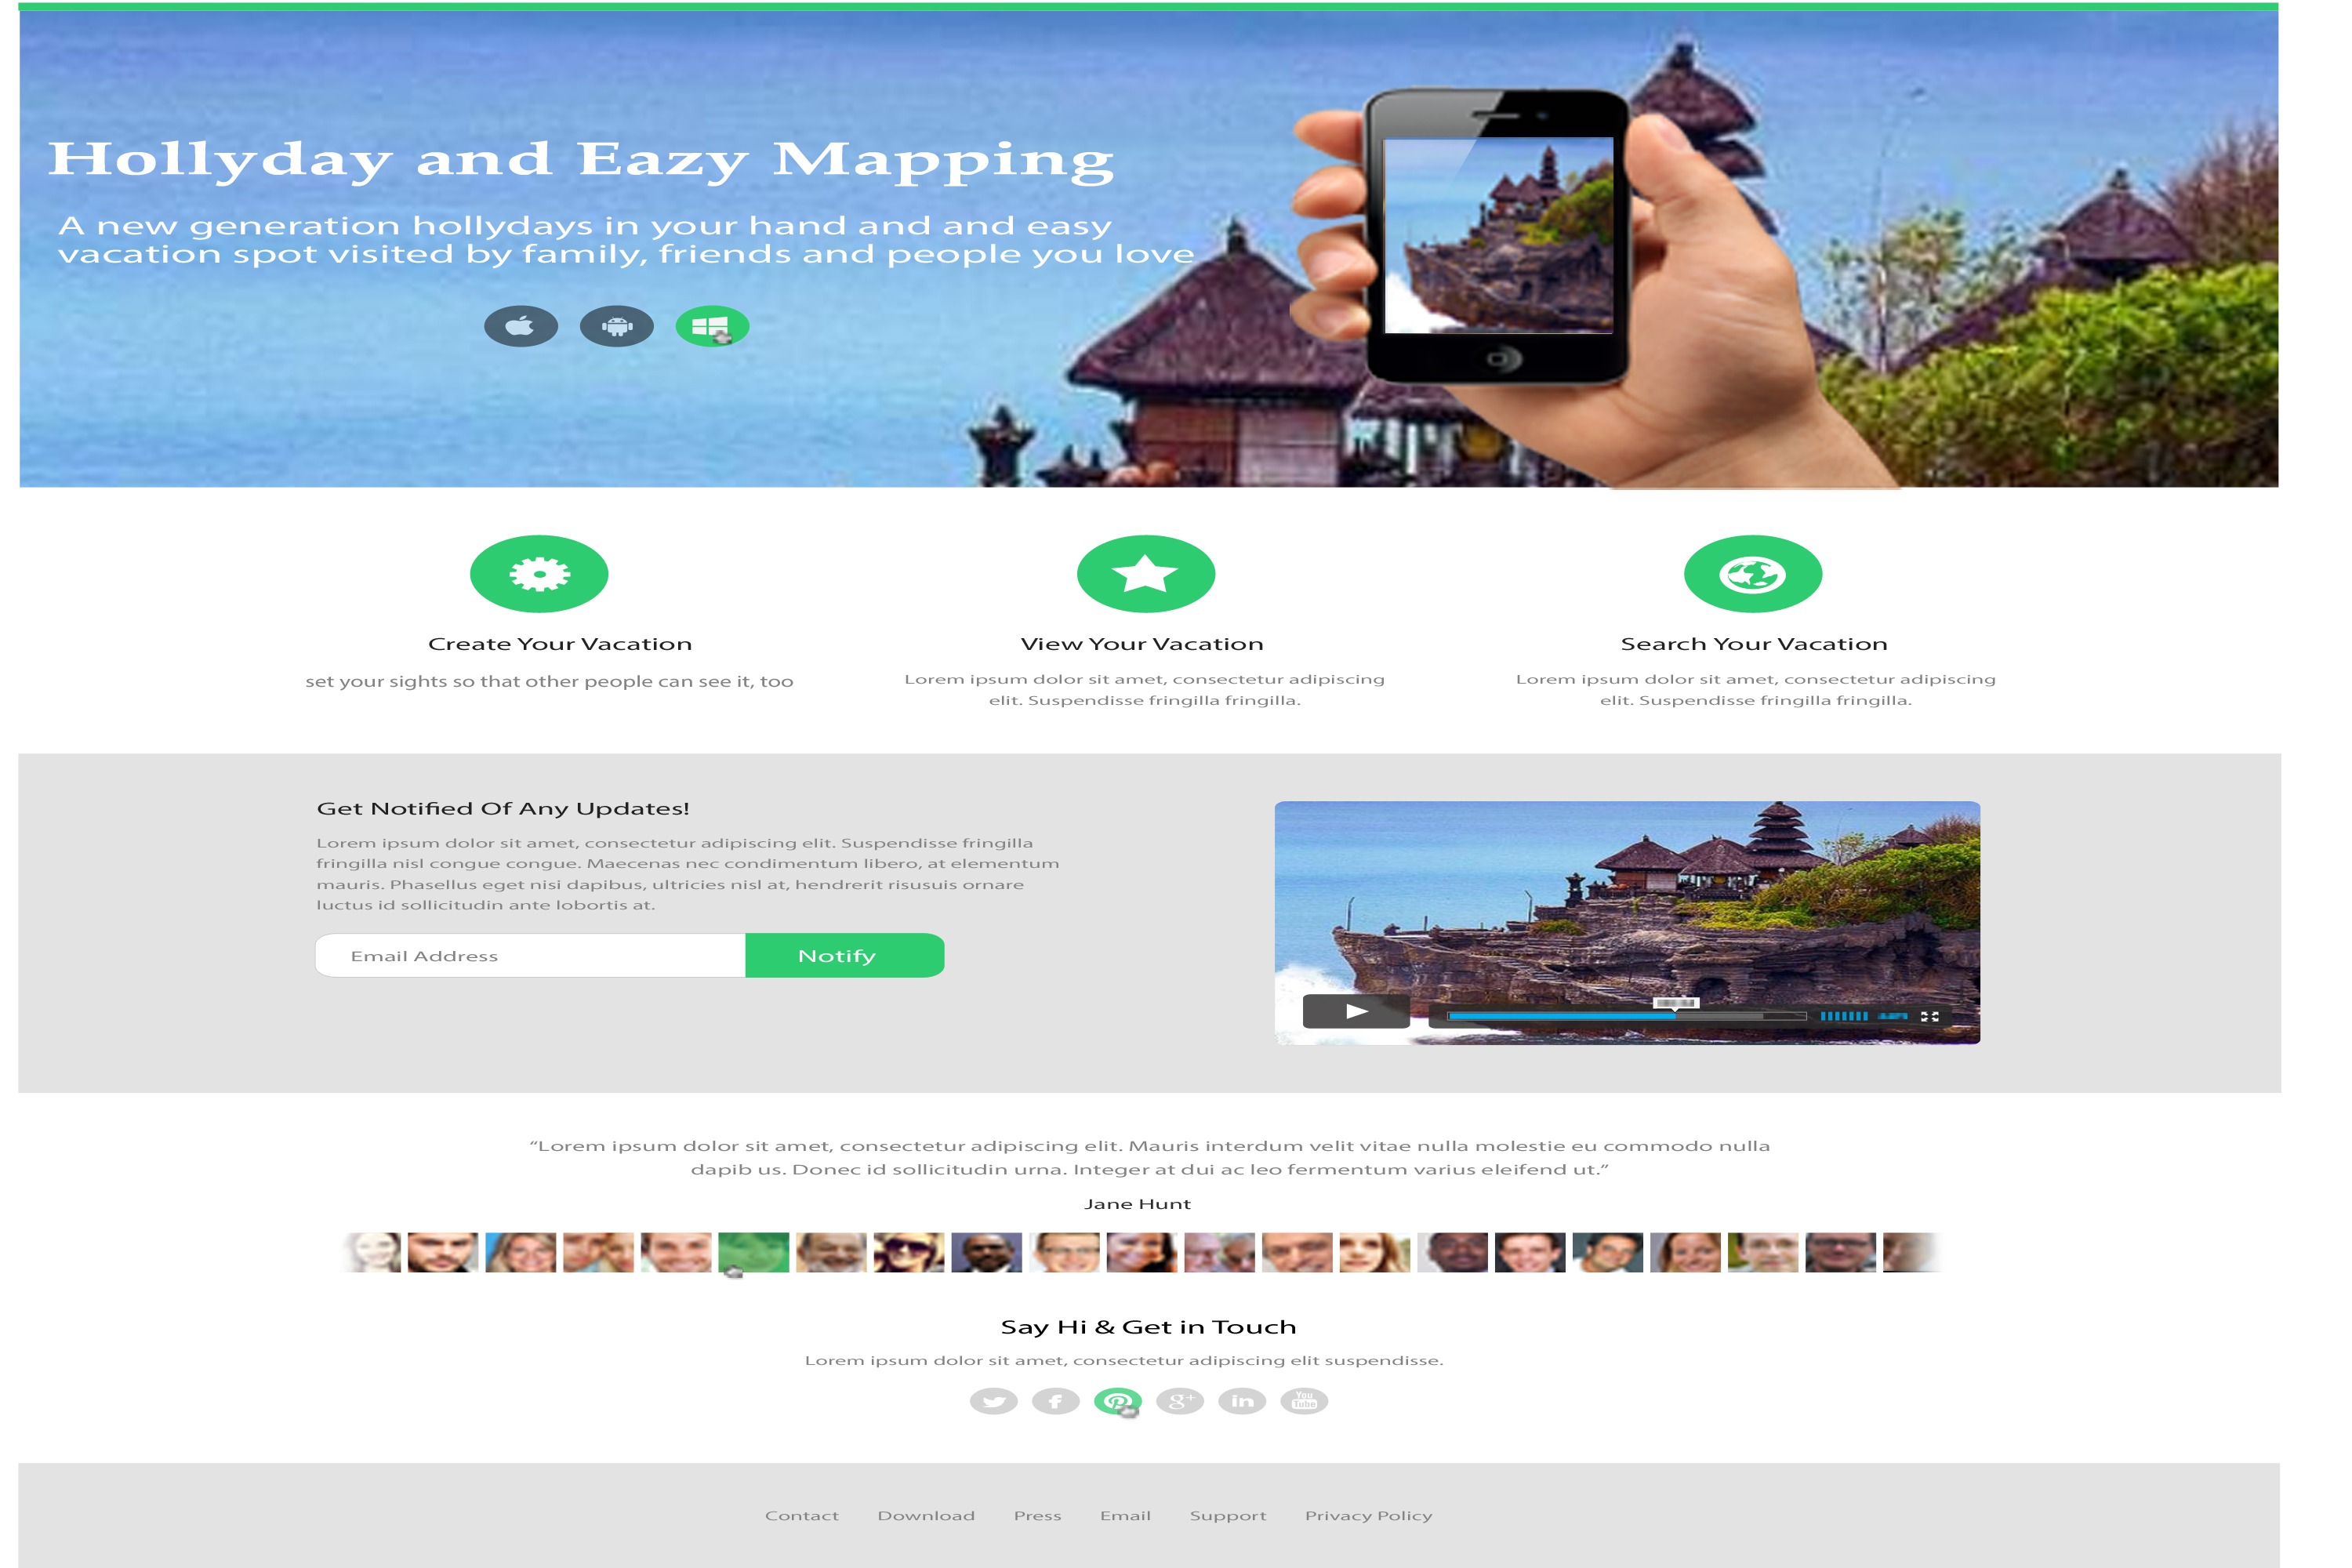 Hollyday and Eazy Mapping
A new generation hollydays in your hand and and easy
vacation spot visited by family, friends and people you love
Create Your Vacation
set your sights so that other people can see it, too
View Your Vacation
Lorem ipsum dolor sit amet, consectetur adipiscing
elit. Suspendisse fringilla fringilla.
Search Your Vacation
Lorem ipsum dolor sit amet, consectetur adipiscing
elit. Suspendisse fringilla fringilla.
Get Notified Of Any Updates!
Lorem ipsum dolor sit amet, consectetur adipiscing elit. Suspendisse fringilla
fringilla nisl congue congue. Maecenas nec condimentum libero, at elementum
mauris. Phasellus eget nisi dapibus, ultricies nisl at, hendrerit risusuis ornare
luctus id sollicitudin ante lobortis at.
Email Address
Notify
“Lorem ipsum dolor sit amet, consectetur adipiscing elit. Mauris interdum velit vitae nulla molestie eu commodo nulla
dapib us. Donec id sollicitudin urna. Integer at dui ac leo fermentum varius eleifend ut.“
Jane Hunt
Say Hi & Get in Touch
Lorem ipsum dolor sit amet, consectetur adipiscing elit suspendisse.
g+ in You
Tube
Contact Download Press Email Support Privacy Policy